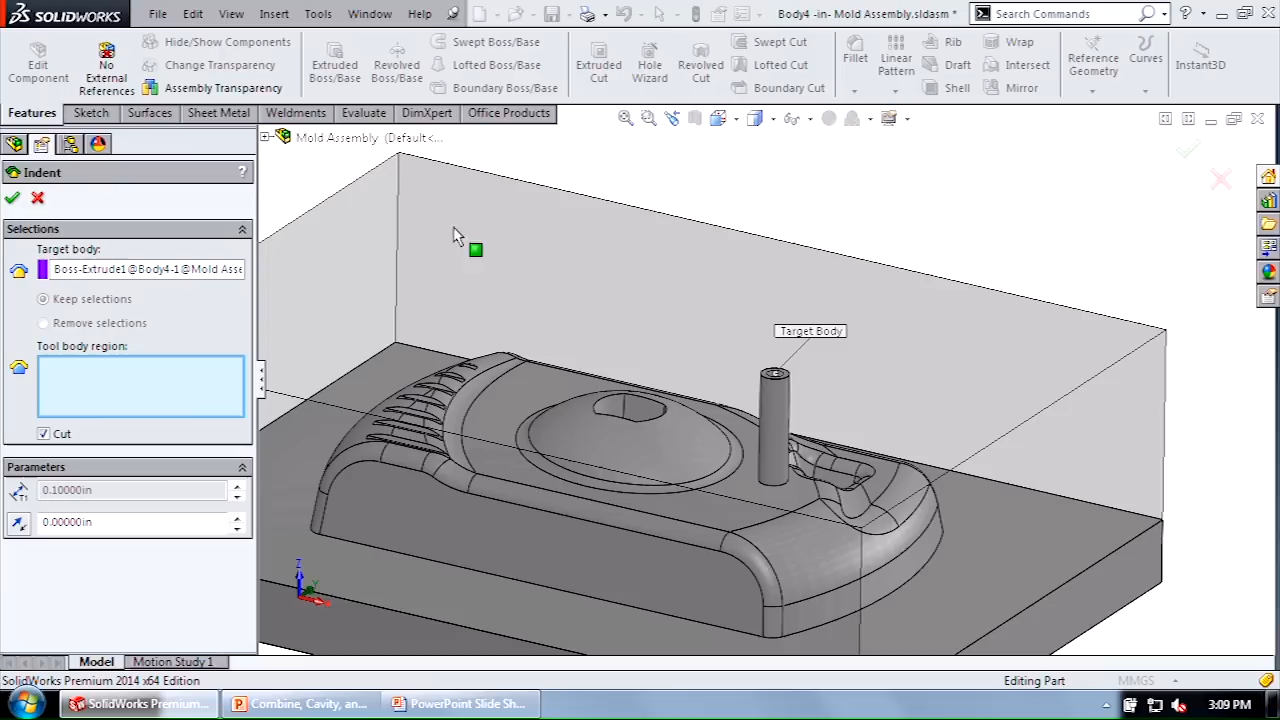 SOLIDWORKS File Edit View Insert Tools Window Help Body4 -in- Mold Assembly.sldasm * Search Commands
Edit Component
No External References
Hide/Show Components
Change Transparency
Assembly Transparency
Extruded Boss/Base
Revolved Boss/Base
Swept Boss/Base
Lofted Boss/Base
Boundary Boss/Base
Extruded Cut
Hole Wizard
Revolved Cut
Swept Cut
Lofted Cut
Boundary Cut
Fillet
Linear Pattern
Rib
Draft
Shell
Wrap
Intersect
Mirror
Reference Geometry
Curves
Instant3D
Features Sketch Surfaces Sheet Metal Weldments Evaluate DimXpert Office Products
Mold Assembly (Default<...
Indent ?
Selections
Target body:
Boss-Extrude1@Body4-1@Mold Asse
Keep selections
Remove selections
Tool body region:
Cut
Parameters
0.10000in
0.00000in
Target Body
Z
Y
Model Motion Study 1
SolidWorks Premium 2014 x64 Edition Editing Part MMGS
SolidWorks Premium... Combine, Cavity, an... PowerPoint Slide Sh... 3:09 PM